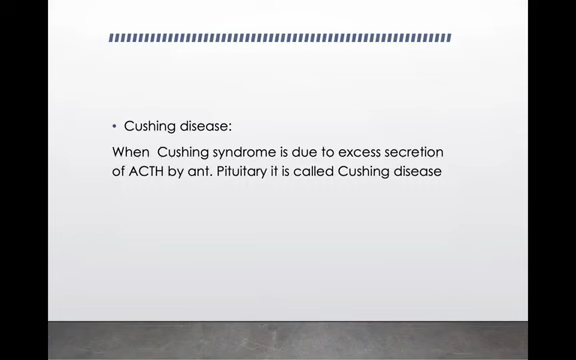 • Cushing disease:
When  Cushing syndrome is due to excess secretion
of ACTH by ant. Pituitary it is called Cushing disease